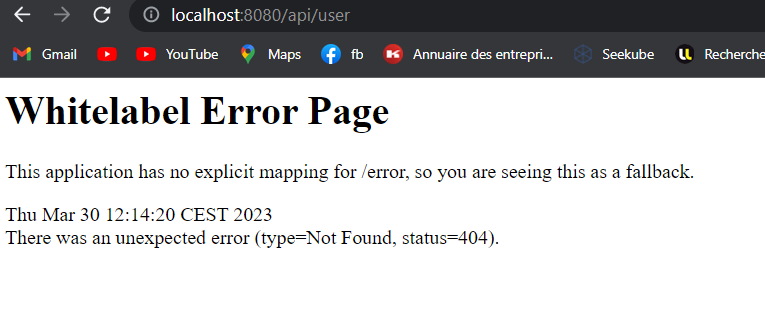 localhost:8080/api/user
Gmail YouTube Maps fb Annuaire des entrepri... Seekube Recherche
Whitelabel Error Page
This application has no explicit mapping for /error, so you are seeing this as a fallback.
Thu Mar 30 12:14:20 CEST 2023
There was an unexpected error (type=Not Found, status=404).